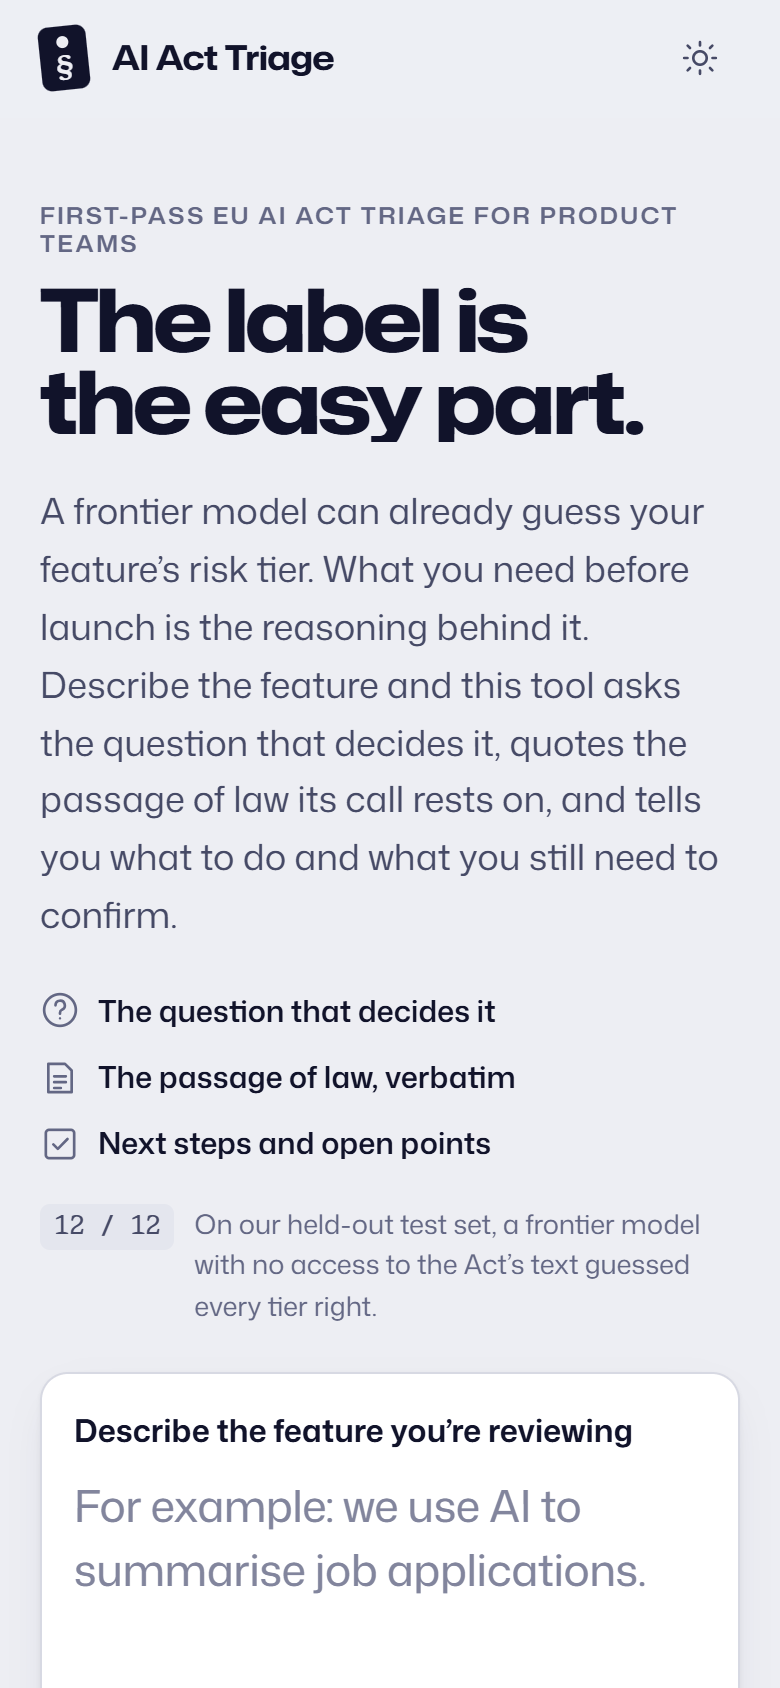 §
AI Act Triage
FIRST-PASS EU AI ACT TRIAGE FOR PRODUCT
TEAMS
The label is
the easy part.
A frontier model can already guess your
feature’s risk tier. What you need before
launch is the reasoning behind it.
Describe the feature and this tool asks
the question that decides it, quotes the
passage of law its call rests on, and tells
you what to do and what you still need to
confirm.
The question that decides it
The passage of law, verbatim
Next steps and open points
12 / 12
On our held-out test set, a frontier model
with no access to the Act’s text guessed
every tier right.
Describe the feature you’re reviewing
For example: we use AI to
summarise job applications.